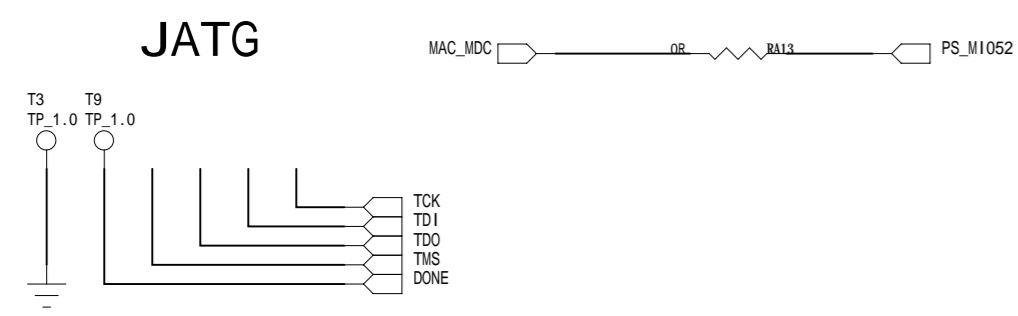 JATG
MAC_MDC
0R
RA13
PS_MIO52
T3
T9
TP_1.0
TP_1.0
TCK
TDI
TDO
TMS
DONE